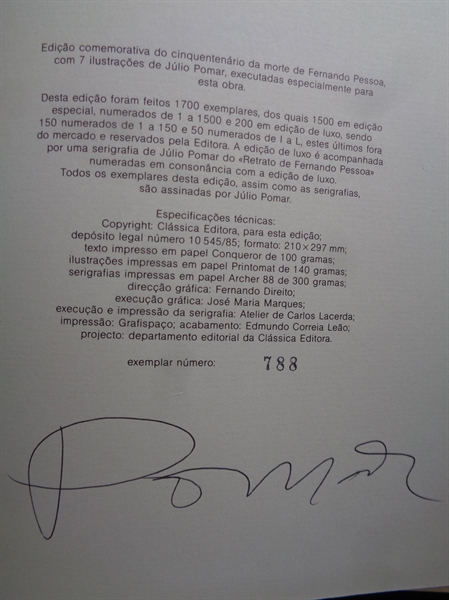 Edição comemorativa do cinquentenário da morte de Fernando Pessoa,
com 7 ilustrações de Júlio Pomar, executadas especialmente para
esta obra.
Desta edição foram feitos 1700 exemplares, dos quais 1500 em edição
especial, numerados de 1 a 1500 e 200 em edição de luxo, sendo
150 numerados de 1 a 150 e 50 numerados de I a L, estes últimos fora
do mercado e reservados pela Editora. A edição de luxo é acompanhada
por uma serigrafia de Júlio Pomar do «Retrato de Fernando Pessoa»
numeradas em consonância com a edição de luxo.
Todos os exemplares desta edição, assim como as serigrafias,
são assinadas por Júlio Pomar.
Especificações técnicas:
Copyright: Clássica Editora, para esta edição;
depósito legal número 10 545/85; formato: 210×297 mm;
texto impresso em papel Conqueror de 100 gramas;
ilustrações impressas em papel Printomat de 140 gramas;
serigrafias impressas em papel Archer 88 de 300 gramas;
direcção gráfica: Fernando Direito;
execução gráfica: José Maria Marques;
execução e impressão da serigrafia: Atelier de Carlos Lacerda;
impressão: Grafispaço; acabamento: Edmundo Correia Leão;
projecto: departamento editorial da Clássica Editora.
exemplar número: 788
Pomar